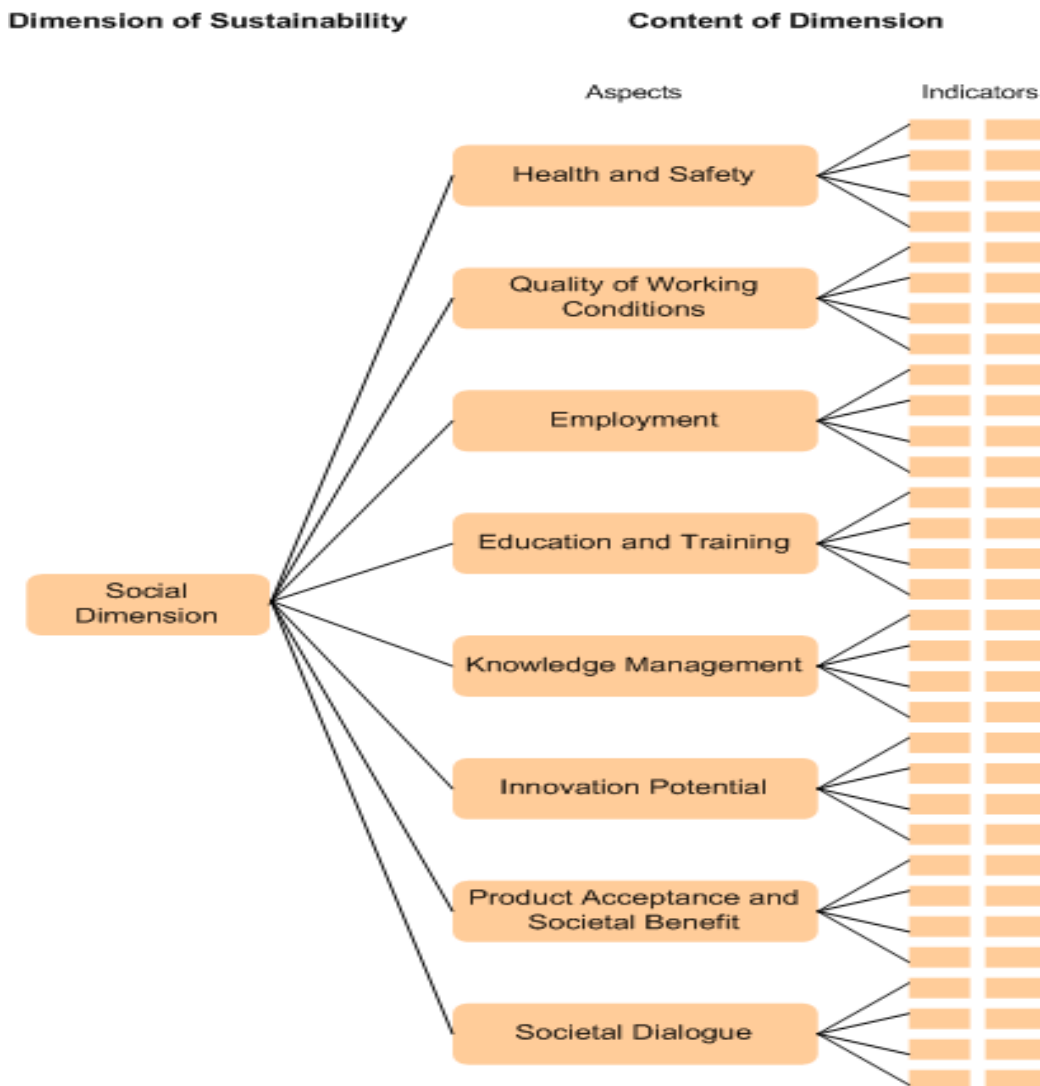 Dimension of Sustainability
Content of Dimension
Aspects
Indicators
Health and Safety
Quality of Working
Conditions
Employment
Education and Training
Social
Dimension
Knowledge Management
Innovation Potential
Product Acceptance and
Societal Benefit
Societal Dialogue